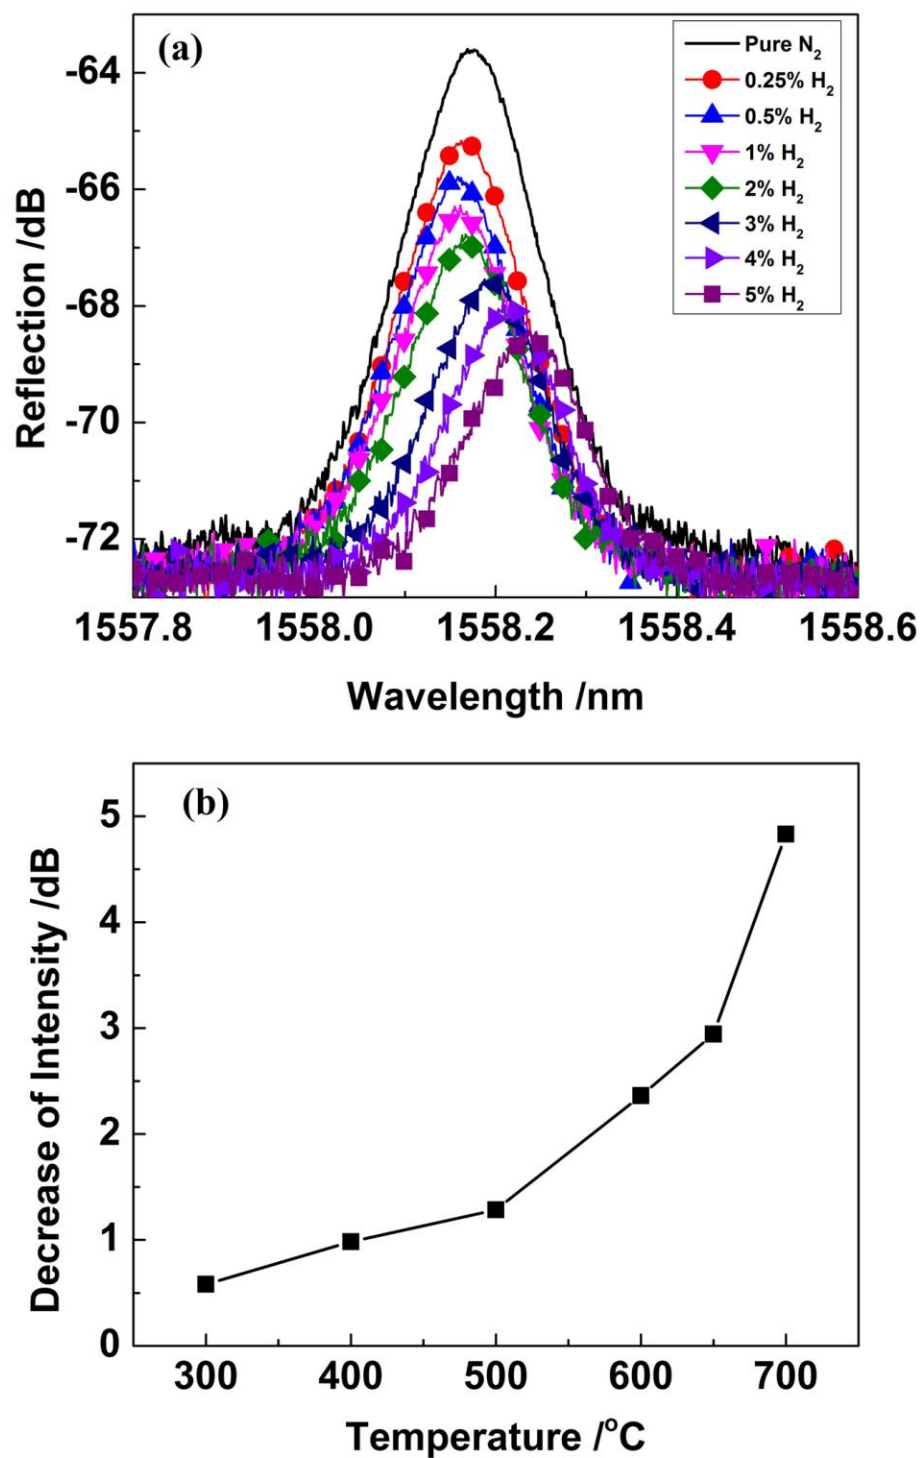 (a)
Pure N₂
0.25% H₂
0.5% H₂
1% H₂
2% H₂
3% H₂
4% H₂
5% H₂
-64
-66
-68
-70
-72
Reflection /dB
1557.8 1558.0 1558.2 1558.4 1558.6
Wavelength /nm
(b)
5
4
3
2
1
0
Decrease of Intensity /dB
300 400 500 600 700
Temperature /°C